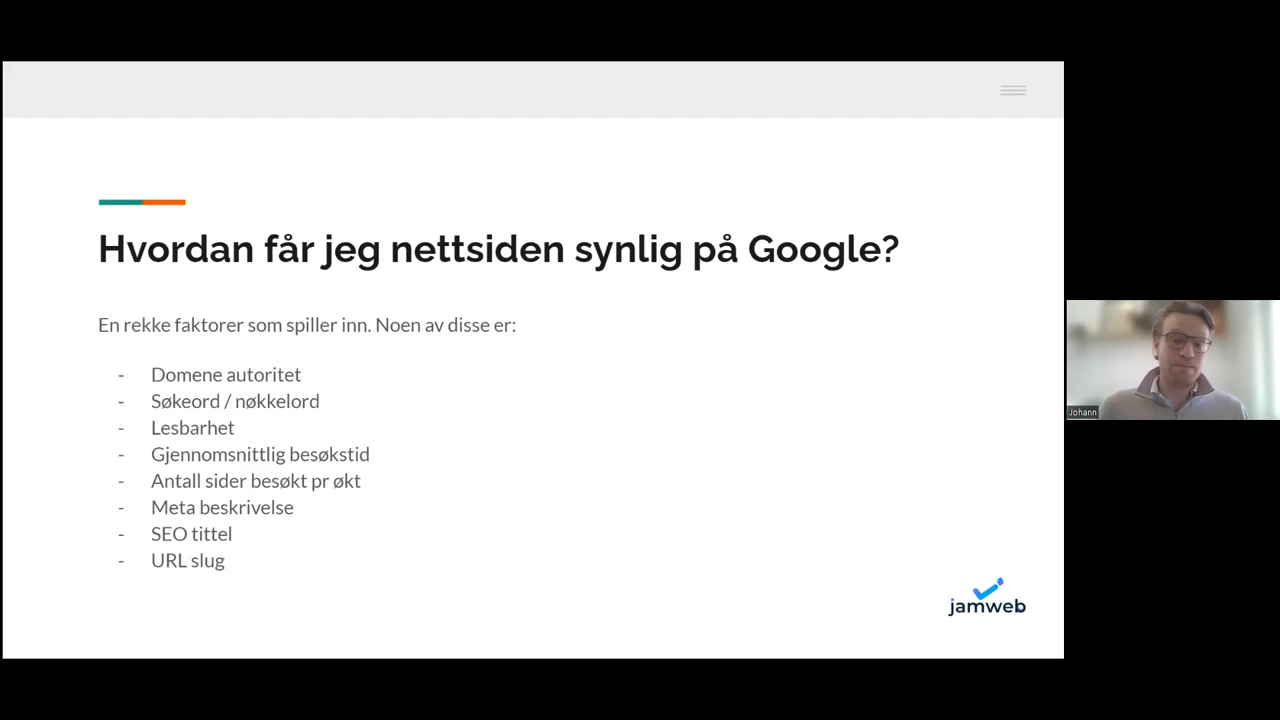 Hvordan får jeg nettsiden synlig på Google?
En rekke faktorer som spiller inn. Noen av disse er:
- Domene autoritet
- Søkeord / nøkkelord
- Lesbarhet
- Gjennomsnittlig besøkstid
- Antall sider besøkt pr økt
- Meta beskrivelse
- SEO tittel
- URL slug
jamweb
Johann